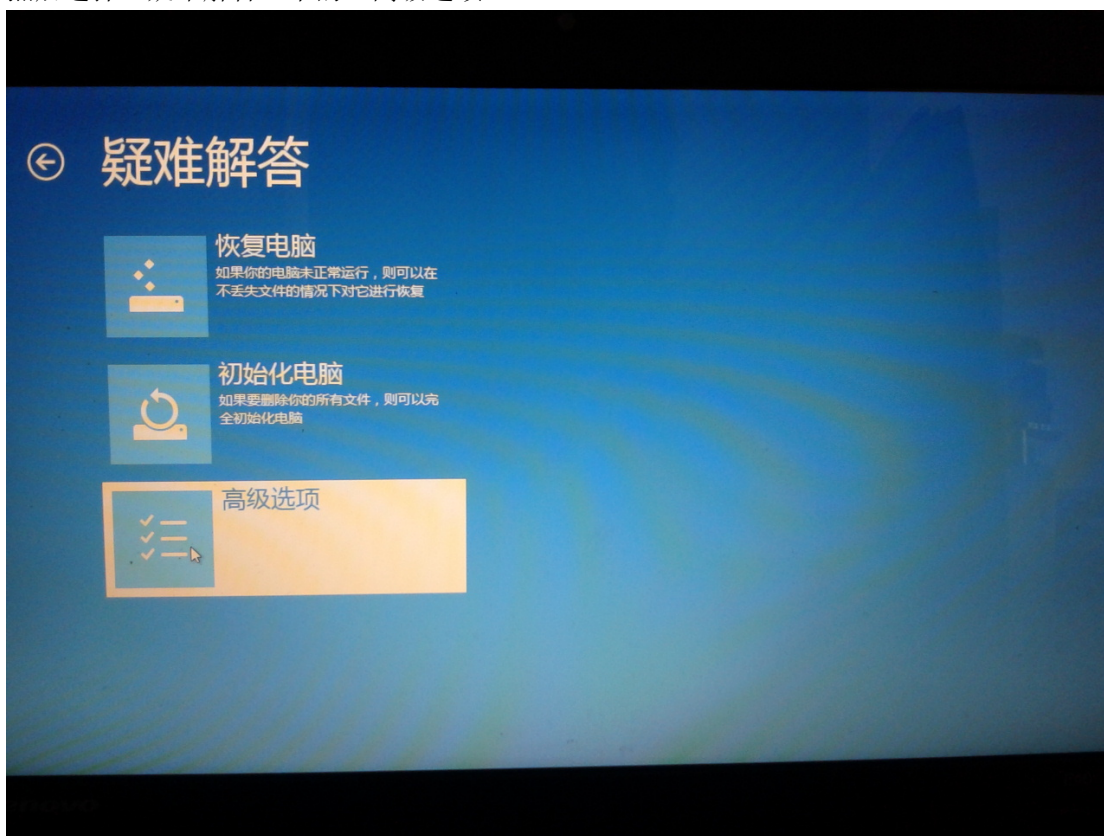 疑难解答
恢复电脑
如果你的电脑未正常运行，则可以在
不丢失文件的情况下对它进行恢复
初始化电脑
如果要删除你的所有文件，则可以完
全初始化电脑
高级选项